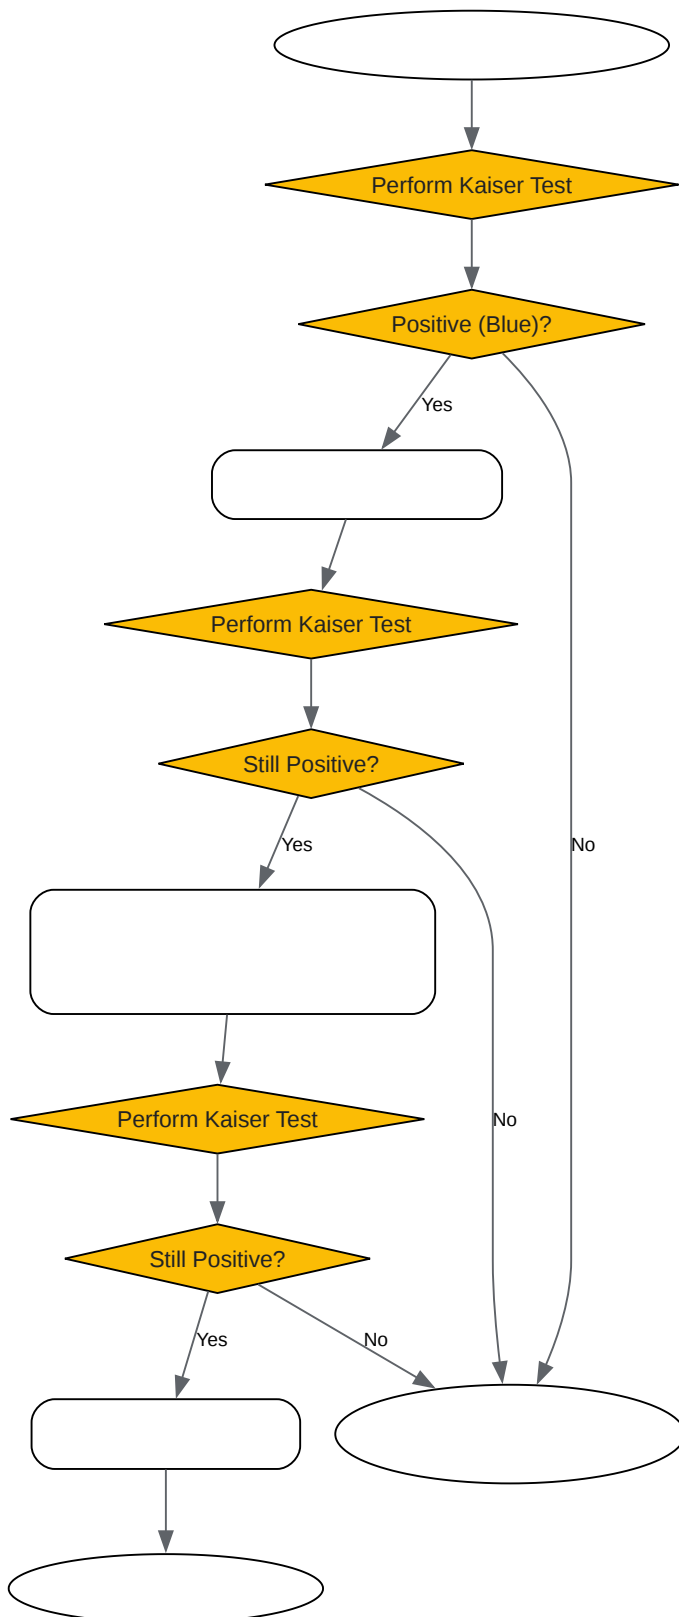 Perform Kaiser Test
Positive (Blue)?
Yes
Perform Kaiser Test
Still Positive?
Yes
No
No
Perform Kaiser Test
Still Positive?
Yes
No